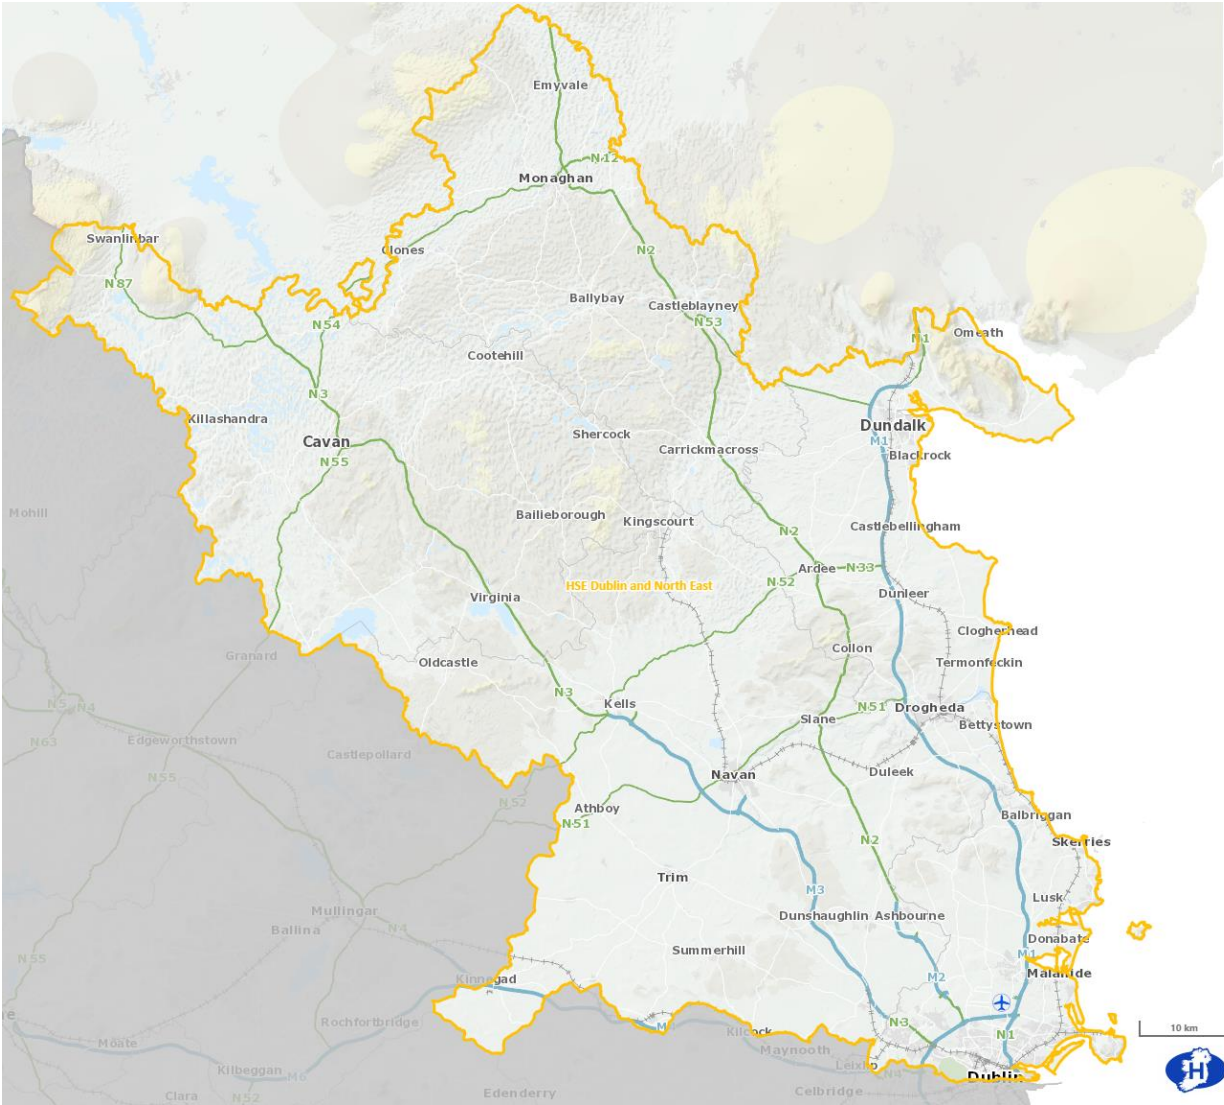 Emyvale
N12
Monaghan
Swanlinbar
Clones
N2
N87
Ballybay
Castleblayney
N53
N54
N1
Omeath
Cootehill
N3
Killashandra
Dundalk
Cavan
Shercock
M1
Carrickmacross
Blackrock
N55
Mohill
Bailieborough
Kingscourt
Castlebellingham
N2
Ardee
N33
HSE Dublin and North East
N52
Dunleer
Virginia
Clogherhead
Collon
Granard
Oldcastle
Termonfeckin
N3
Kells
N5
N4
N51
Drogheda
Slane
Bettystown
N63
Edgeworthstown
Castlepollard
N55
Navan
Duleek
N52
Athboy
Balbriggan
N51
N2
Skerries
Trim
M3
Lusk
Mullingar
Dunshaughlin
Ashbourne
Ballina
N4
Donabate
Summerhill
M1
N55
Malahide
Kinnegad
M2
Rochfortbridge
N3
M
Kilcock
N1
10 km
Moate
Maynooth
Leixlip
Kilbeggan
M6
N4
Dublin
H
Clara
N52
Edenderry
Celbridge